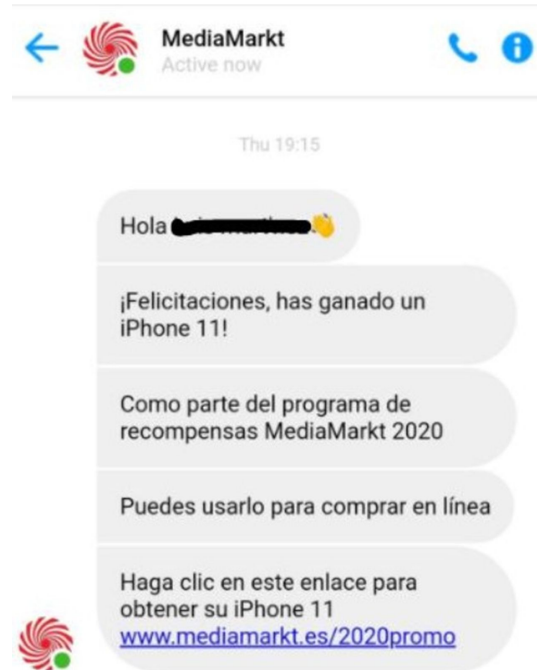 MediaMarkt
Active now
Thu 19:15
Hola
¡Felicitaciones, has ganado un
iPhone 11!
Como parte del programa de
recompensas MediaMarkt 2020
Puedes usarlo para comprar en línea
Haga clic en este enlace para
obtener su iPhone 11
www.mediamarkt.es/2020promo